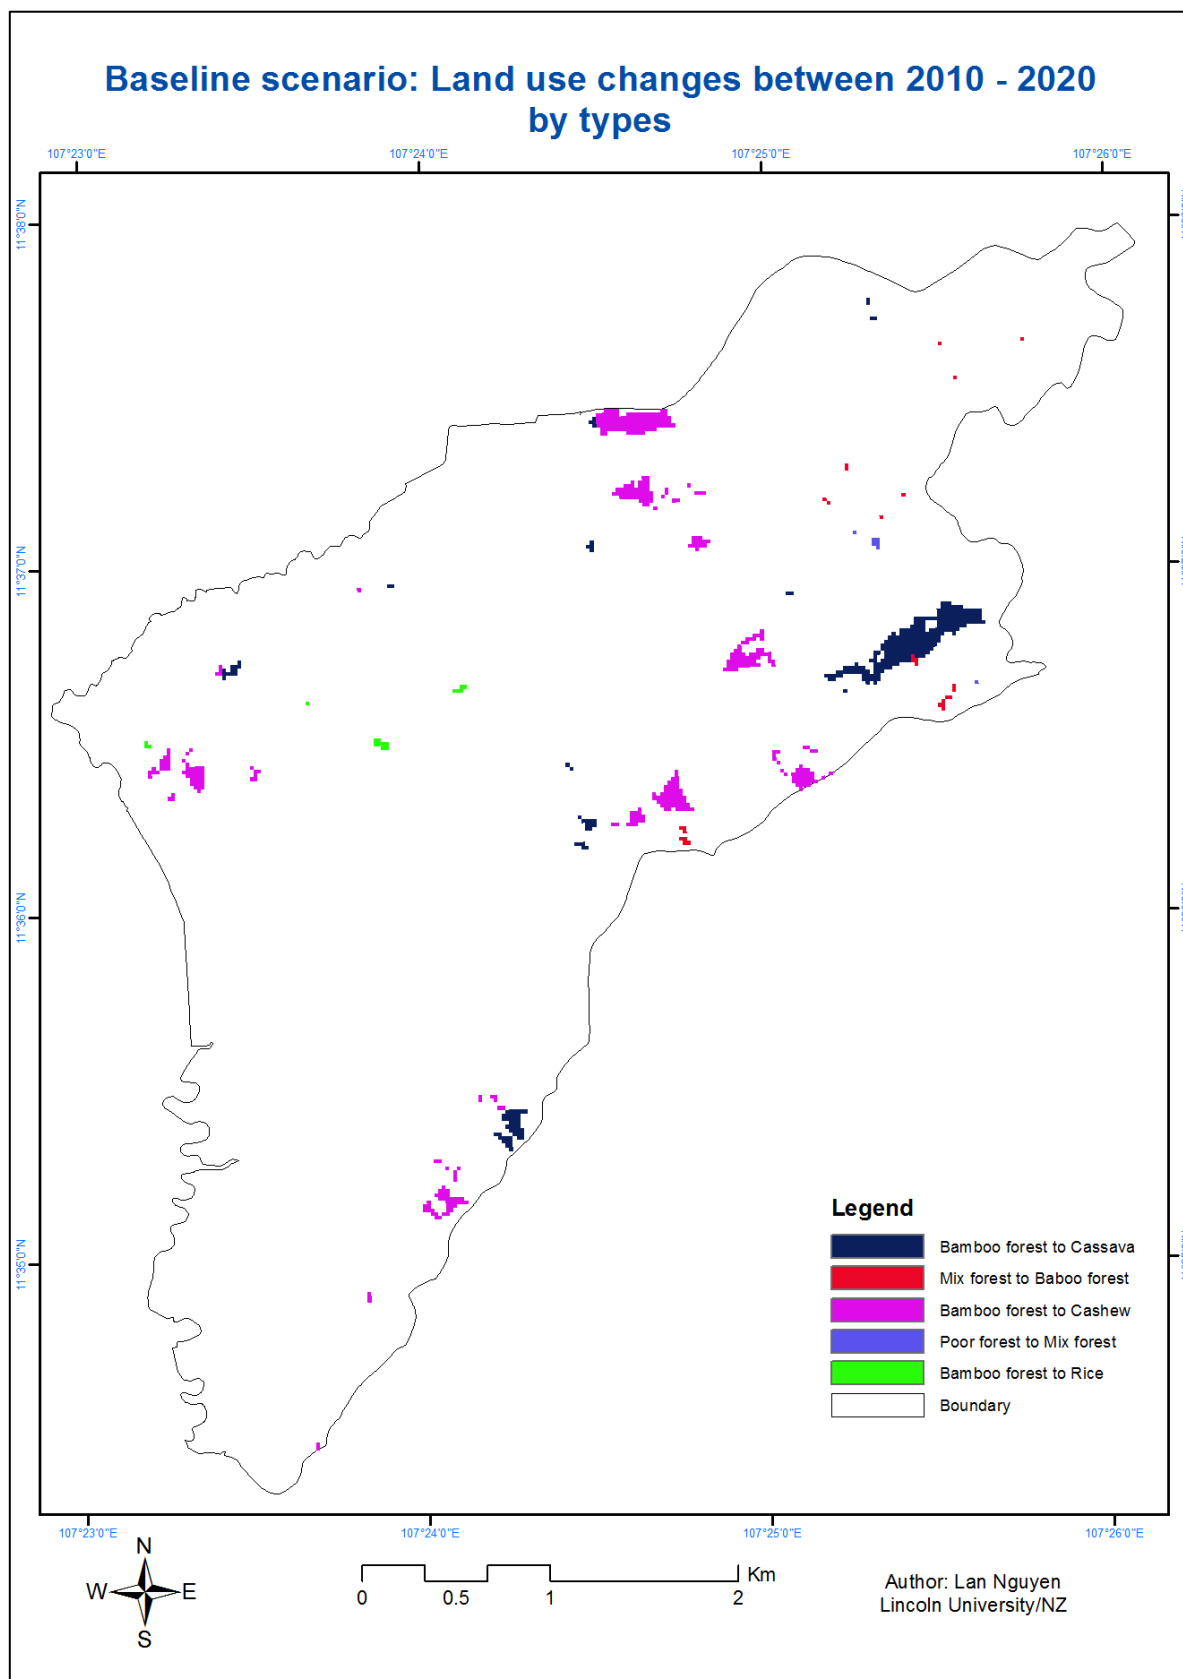 Baseline scenario: Land use changes between 2010 - 2020
by types
107°23'0"E
107°24'0"E
107°25'0"E
107°26'0"E
11°38'0"N
11°37'0"N
11°36'0"N
11°35'0"N
Legend
Bamboo forest to Cassava
Mix forest to Baboo forest
Bamboo forest to Cashew
Poor forest to Mix forest
Bamboo forest to Rice
Boundary
107°23'0"E
107°24'0"E
107°25'0"E
107°26'0"E
N
W E
S
Km
0 0.5 1 2
Author: Lan Nguyen
Lincoln University/NZ